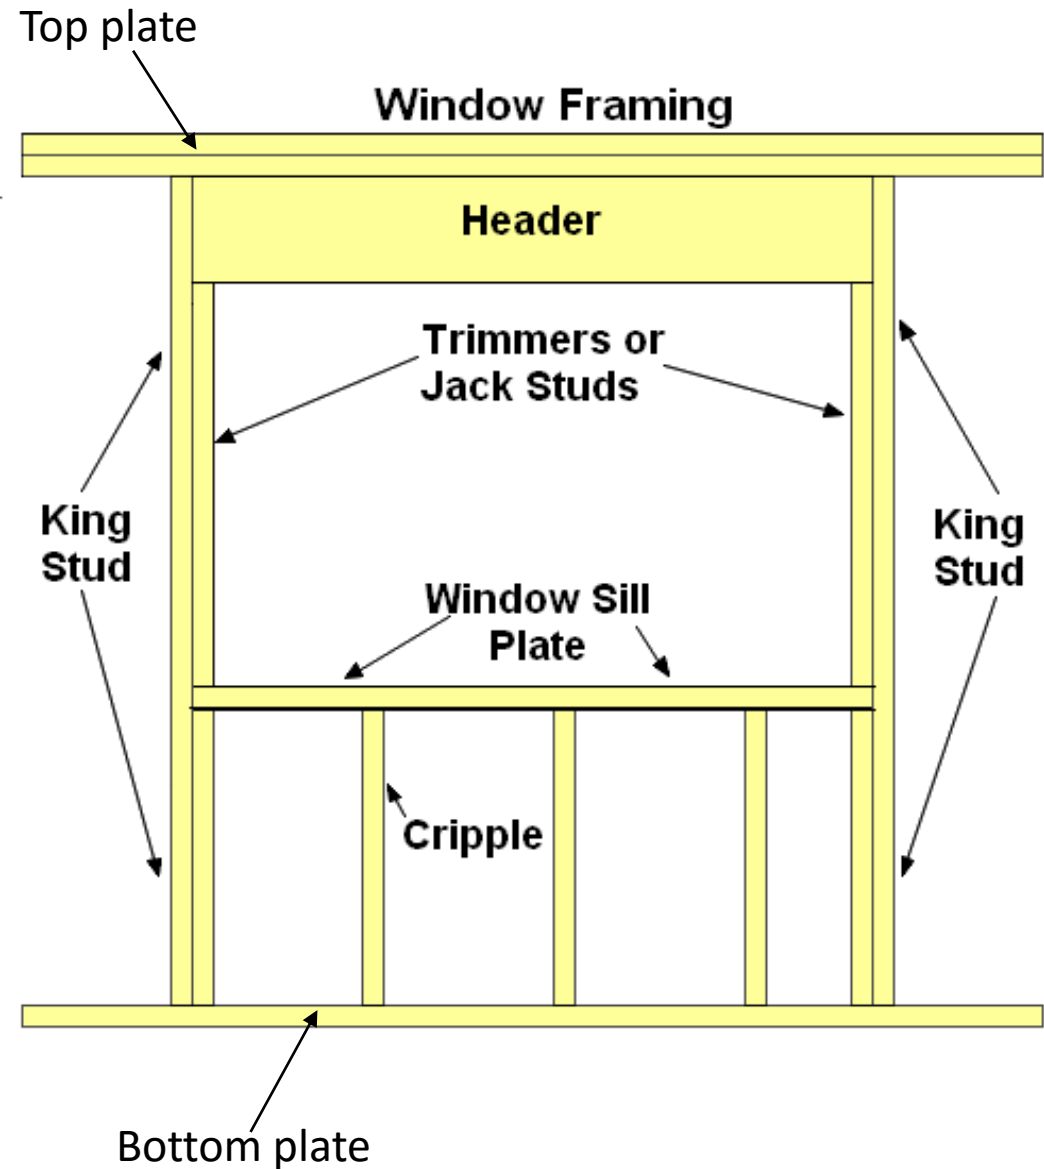 Top plate
Window Framing
Header
Trimmers or
Jack Studs
King
Stud
King
Stud
Window Sill
Plate
Cripple
Bottom plate